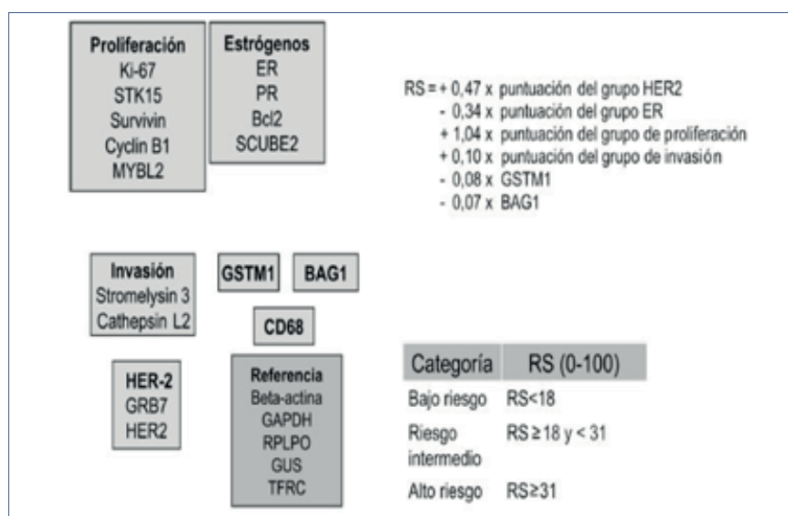 Proliferación
Ki-67
STK15
Survivin
Cyclin B1
MYBL2
Estrógenos
ER
PR
Bcl2
SCUBE2
RS = + 0,47 x puntuación del grupo HER2
- 0,34 x puntuación del grupo ER
+ 1,04 x puntuación del grupo de proliferación
+ 0,10 x puntuación del grupo de invasión
- 0,08 x GSTM1
- 0,07 x BAG1
Invasión
Stromelysin 3
Cathepsin L2
GSTM1
BAG1
CD68
HER-2
GRB7
HER2
Referencia
Beta-actina
GAPDH
RPLPO
GUS
TFRC
Categoría RS (0-100)
Bajo riesgo RS<18
Riesgo intermedio RS≥18 y < 31
Alto riesgo RS≥31